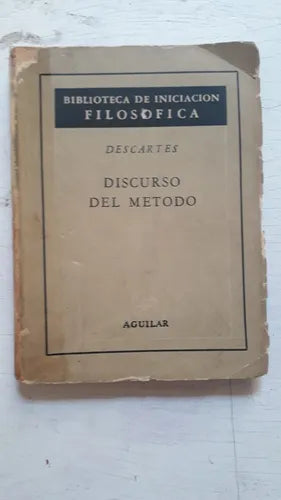 BIBLIOTECA DE INICIACION
FILOSOFICA
DESCARTES
DISCURSO
DEL METODO
AGUILAR